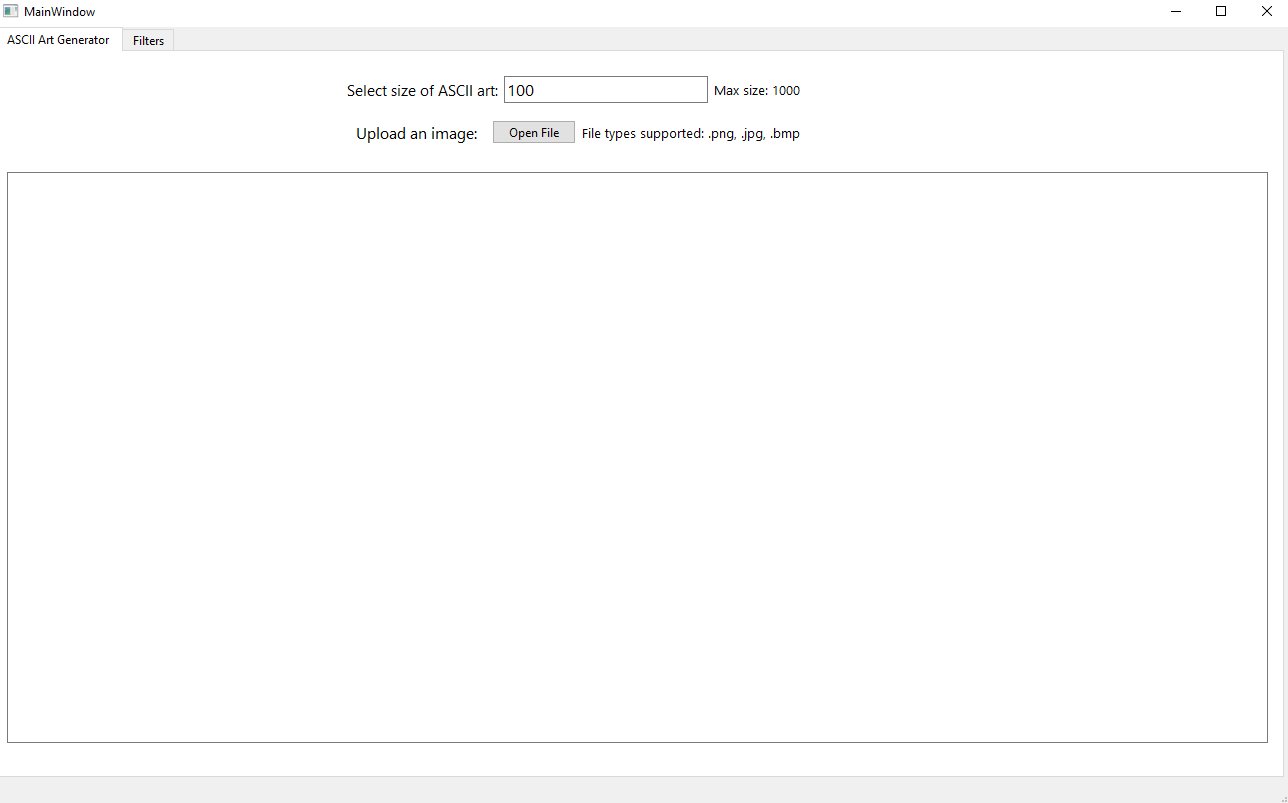 MainWindow
ASCII Art Generator Filters
Select size of ASCII art: 100 Max size: 1000
Upload an image: Open File File types supported: .png, .jpg, .bmp